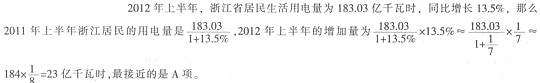 2012 年上半年，浙江省居民生活用电量为 183.03 亿千瓦时，同比增长 13.5%，那么
2011 年上半年浙江居民的用电量是 183.03/(1+13.5%)，2012 年上半年的增加量为 183.03/(1+13.5%) ×13.5%≈ 183.03/(1+1/7) × 1/7 ≈
184× 1/8 =23 亿千瓦时，最接近的是 A 项。